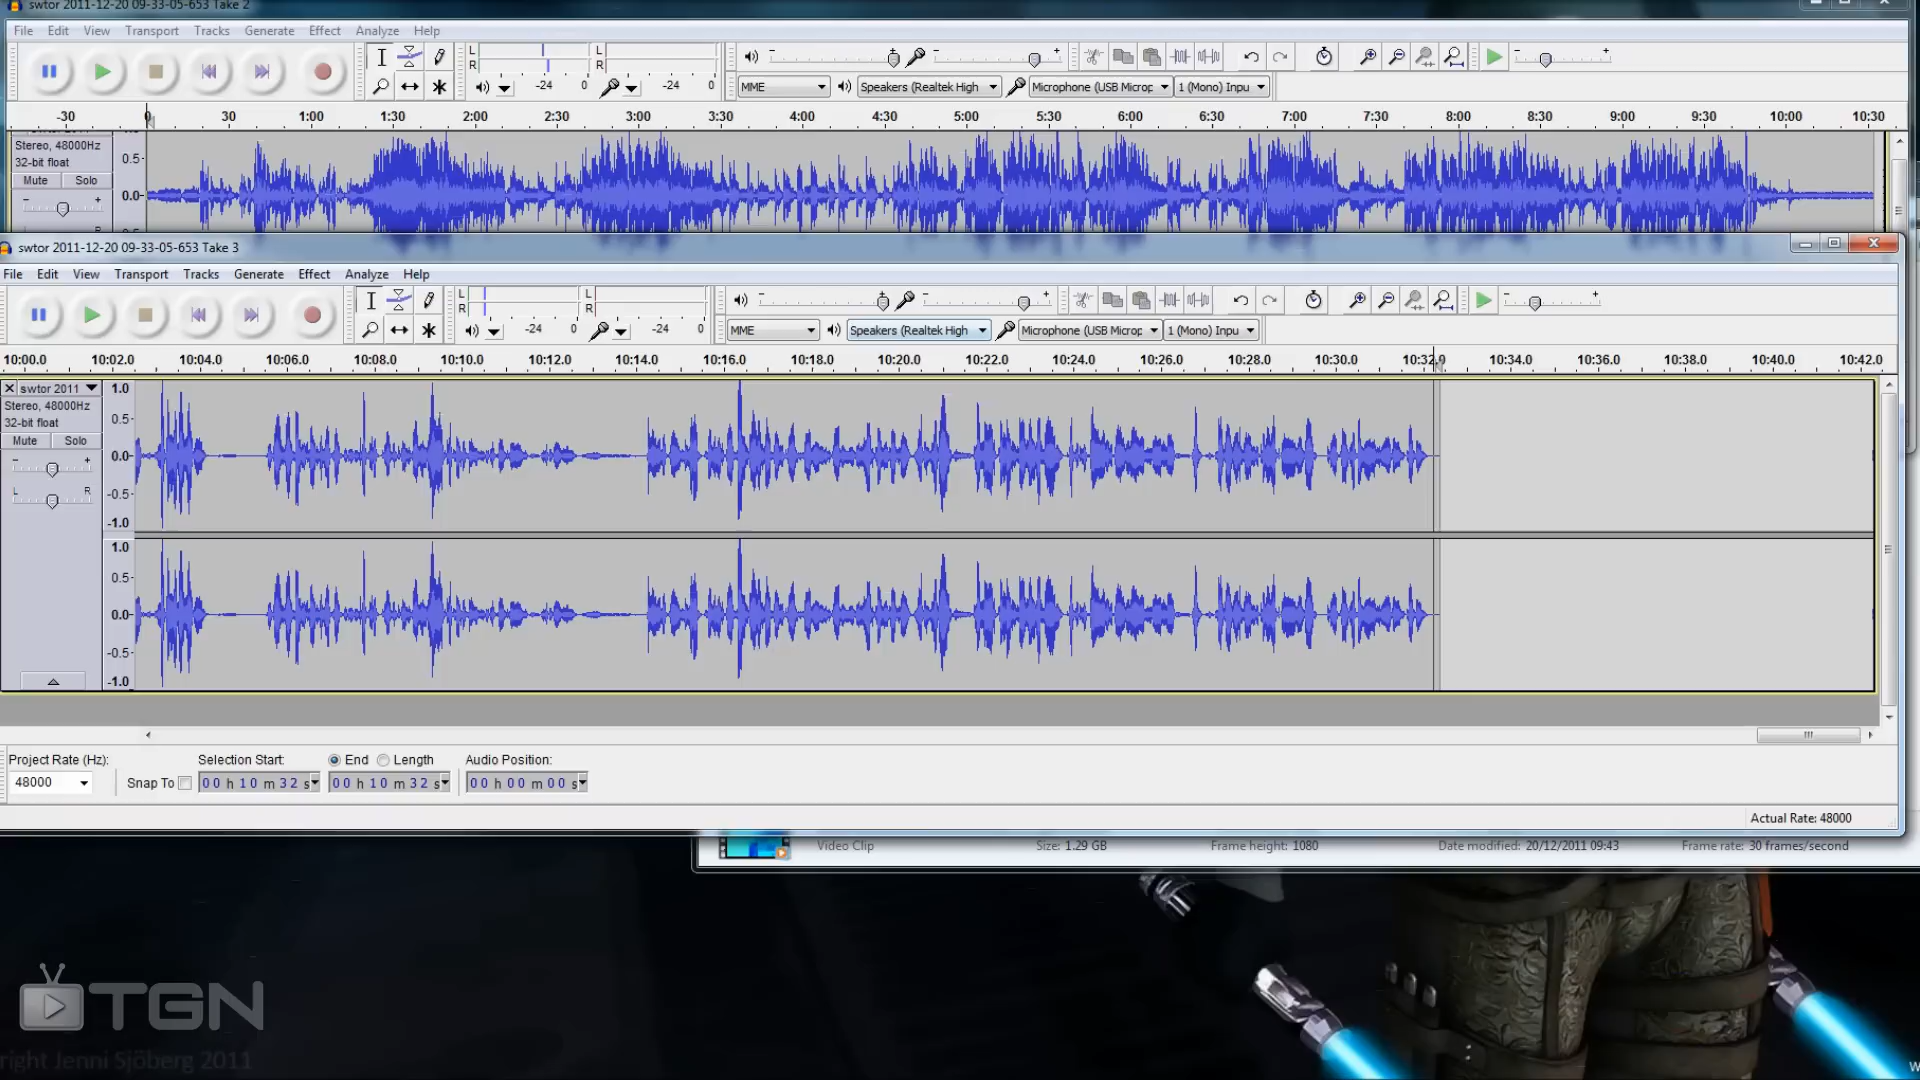 swtor 2011-12-20 09-33-05-653 Take 2
File Edit View Transport Tracks Generate Effect Analyze Help
L L
R R
-24 0 -24 0
MME Speakers (Realtek High Microphone (USB Microp 1 (Mono) Inpu
-30 0 30 1:00 1:30 2:00 2:30 3:00 3:30 4:00 4:30 5:00 5:30 6:00 6:30 7:00 7:30 8:00 8:30 9:00 9:30 10:00 10:30
Stereo, 48000Hz
32-bit float
Mute Solo
- +
0.5-
0.0-
swtor 2011-12-20 09-33-05-653 Take 3
File Edit View Transport Tracks Generate Effect Analyze Help
L L
R R
-24 0 -24 0
MME Speakers (Realtek High Microphone (USB Microp 1 (Mono) Inpu
10:00.0 10:02.0 10:04.0 10:06.0 10:08.0 10:10.0 10:12.0 10:14.0 10:16.0 10:18.0 10:20.0 10:22.0 10:24.0 10:26.0 10:28.0 10:30.0 10:32.0 10:34.0 10:36.0 10:38.0 10:40.0 10:42.0
swtor 2011
Stereo, 48000Hz
32-bit float
Mute Solo
- +
L R
1.0
0.5-
0.0-
-0.5-
-1.0
1.0
0.5-
0.0-
-0.5-
-1.0
Project Rate (Hz): Selection Start: End Length Audio Position:
48000 Snap To 00 h 10 m 32 s 00 h 10 m 32 s 00 h 00 m 00 s
Actual Rate: 48000
Video Clip Size: 1.29 GB Frame height: 1080 Date modified: 20/12/2011 09:43 Frame rate: 30 frames/second
TGN
right Jenni Sjöberg 2011